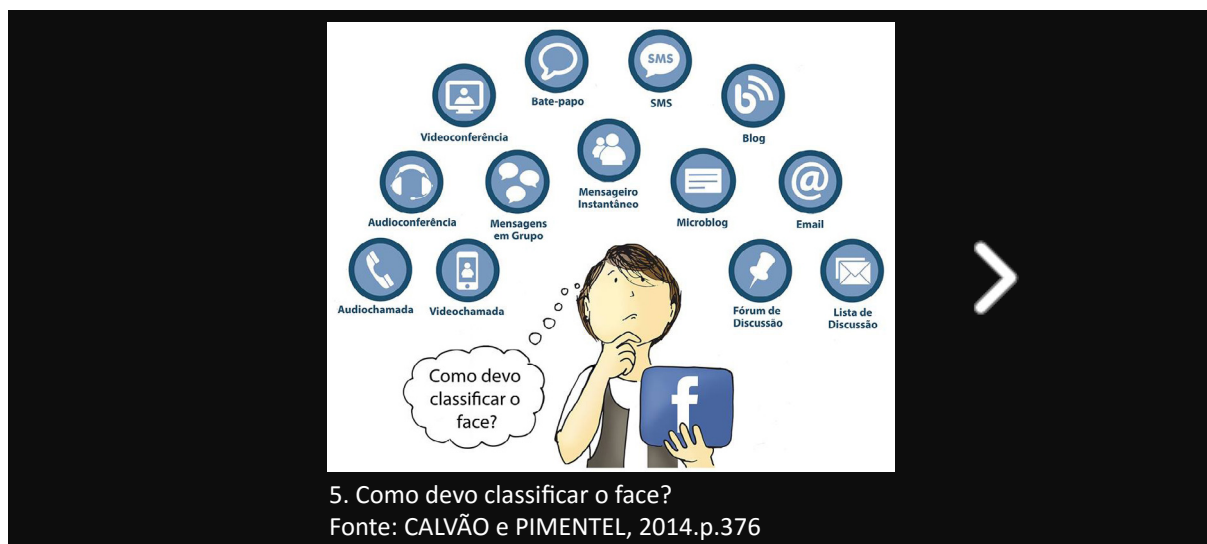 SMS
Bate-papo
SMS
b
Videoconferência
Blog
@
Audioconferência
Mensagens
em Grupo
Mensageiro
Instantâneo
Microblog
Email
Audiochamada
Videochamada
Fórum de
Discussão
Lista de
Discussão
Como devo
classificar o
face?
f
5. Como devo classificar o face?
Fonte: CALVÃO e PIMENTEL, 2014.p.376